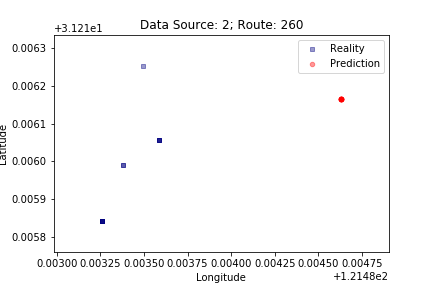 Data Source: 2; Route: 260
+3.121e1
0.0063
0.0062
0.0061
0.0060
0.0059
0.0058
Latitude
Reality
Prediction
0.00300 0.00325 0.00350 0.00375 0.00400 0.00425 0.00450 0.00475
Longitude
+1.2148e2